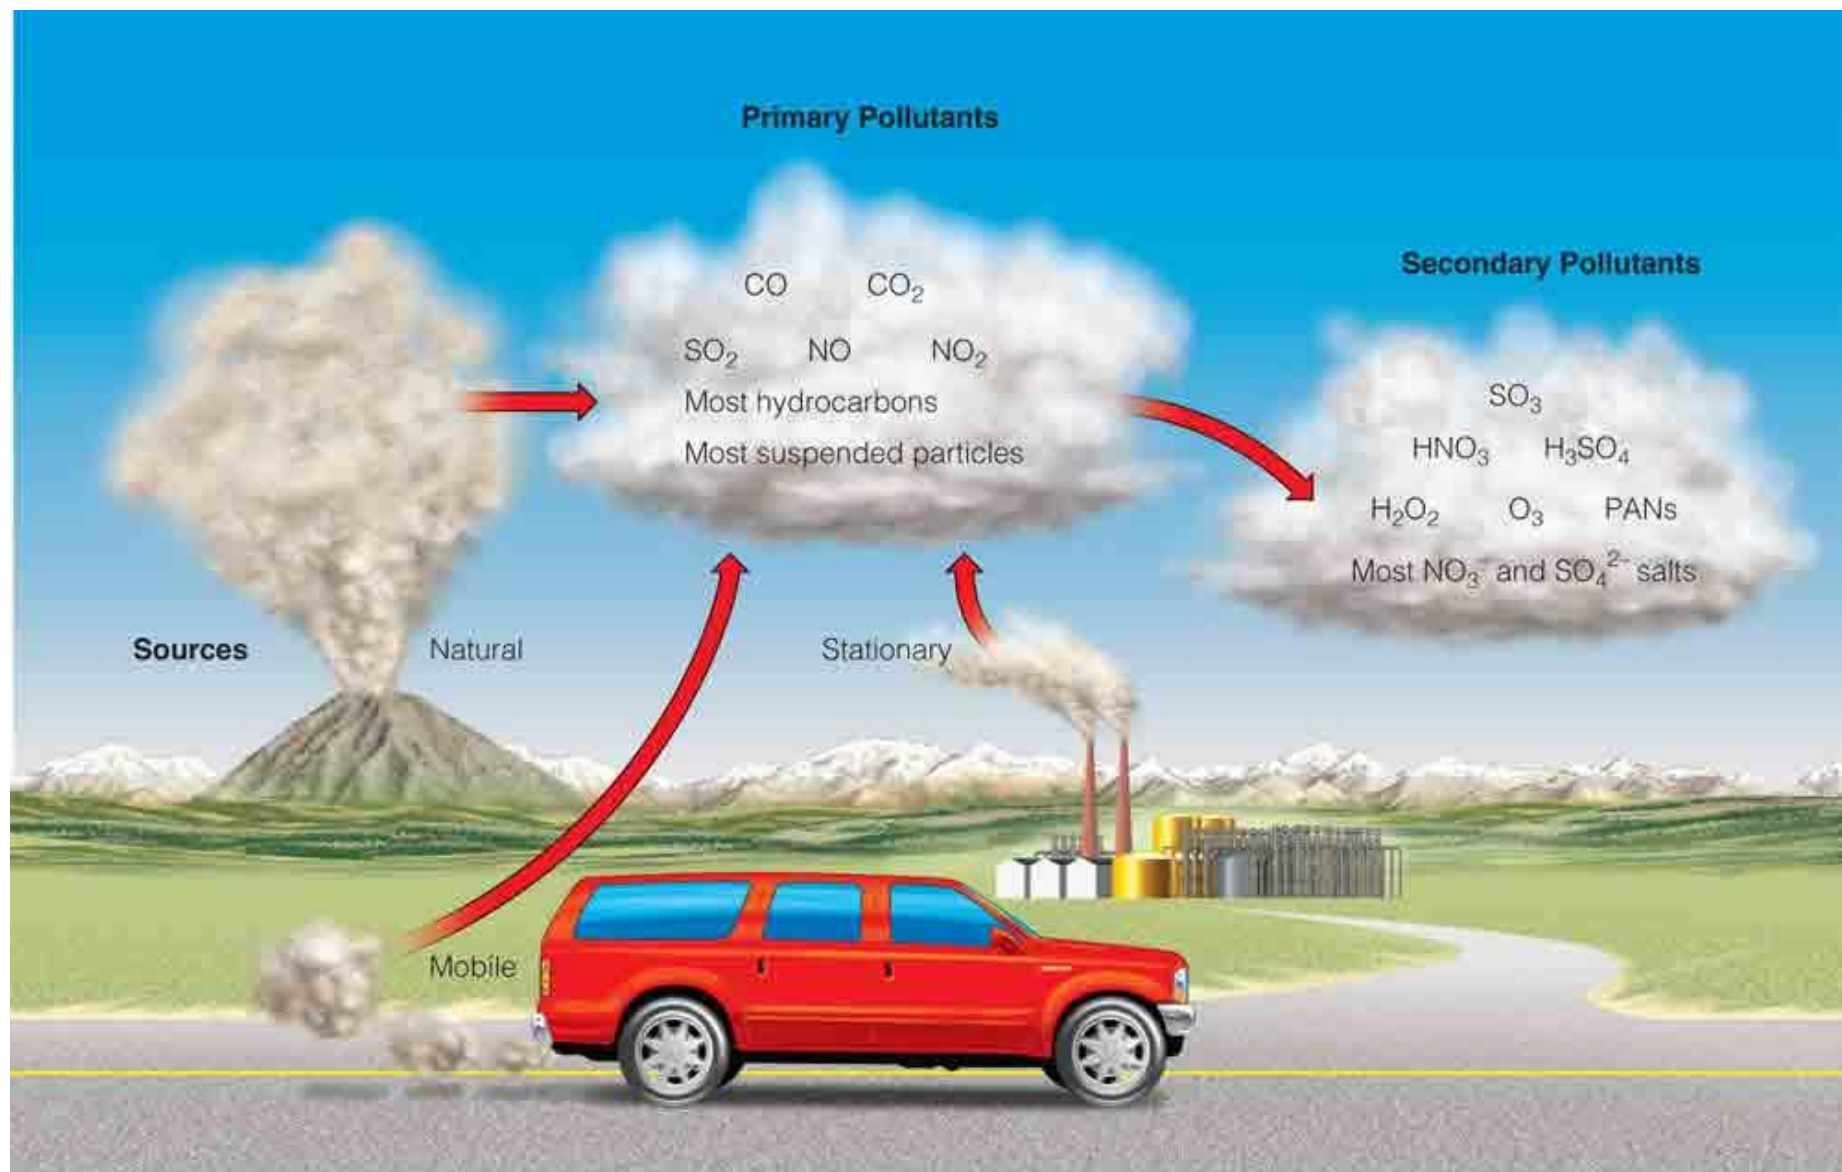 Primary Pollutants
CO CO₂
SO₂ NO NO₂
Most hydrocarbons
Most suspended particles
Secondary Pollutants
SO₃
HNO₃ H₃SO₄
H₂O₂ O₃ PANs
Most NO₃⁻ and SO₄²⁻ salts
Sources
Natural
Stationary
Mobile